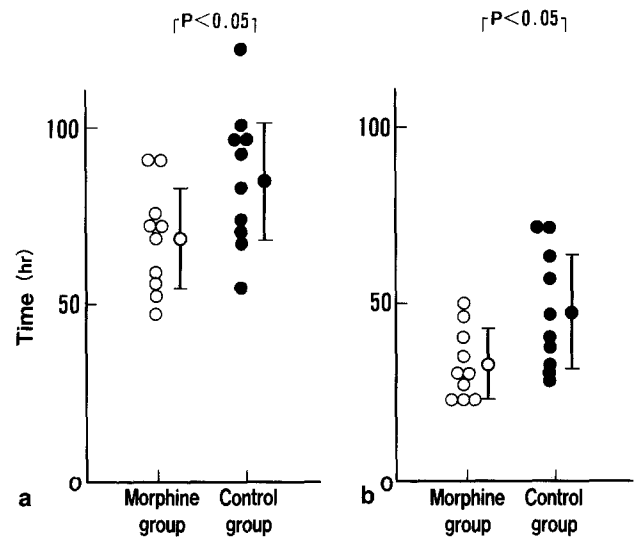 P<0.05
P<0.05
100
50
0
Time (hr)
a
Morphine group
Control group
100
50
0
b
Morphine group
Control group